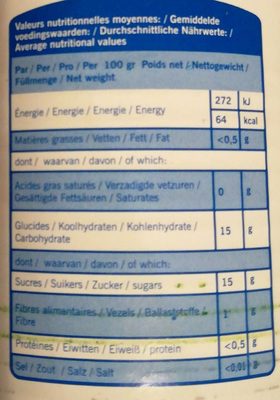 Valeurs nutritionnelles moyennes: / Gemiddelde
voedingswaarden: / Durchschnittliche Nährwerte: /
Average nutritional values
Par / Per / Pro / Per 100 gr Poids net / Nettogewicht /
Füllmenge / Net weight
Énergie / Energie / Energie / Energy 272 kJ
64 kcal
Matières grasses / Vetten / Fett / Fat <0,5 g
dont / waarvan / davon / of which:
Acides gras saturés / Verzadigde vetzuren /
Gesättigte Fettsäuren / Saturates 0 g
Glucides / Koolhydraten / Kohlenhydrate /
Carbohydrate 15 g
dont / waarvan / davon / of which:
Sucres / Suikers / Zucker / sugars 15 g
Fibres alimentaires / Vezels / Ballaststoffe /
Fibre 1 g
Protéines / Eiwitten / Eiweiß / protein <0,5 g
Sel / Zout / Salz / Salt <0,01 g